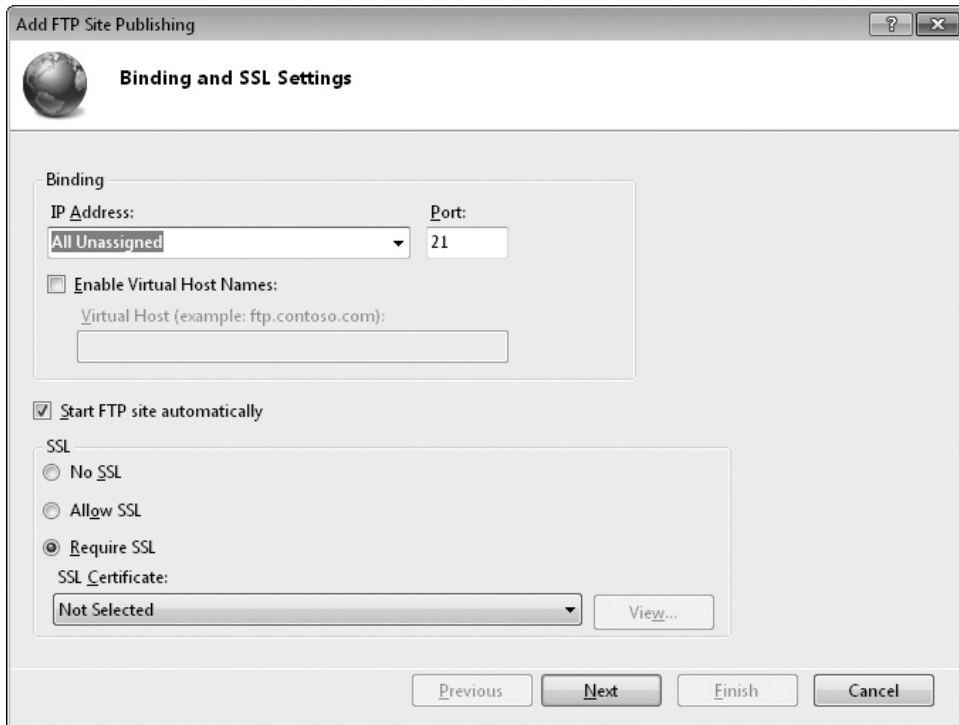 Add FTP Site Publishing
?
Binding and SSL Settings
Binding
IP Address:
Port:
All Unassigned
21
Enable Virtual Host Names:
Virtual Host (example: ftp.contoso.com):
Start FTP site automatically
SSL
No SSL
Allow SSL
Require SSL
SSL Certificate:
Not Selected
View...
Previous
Next
Finish
Cancel